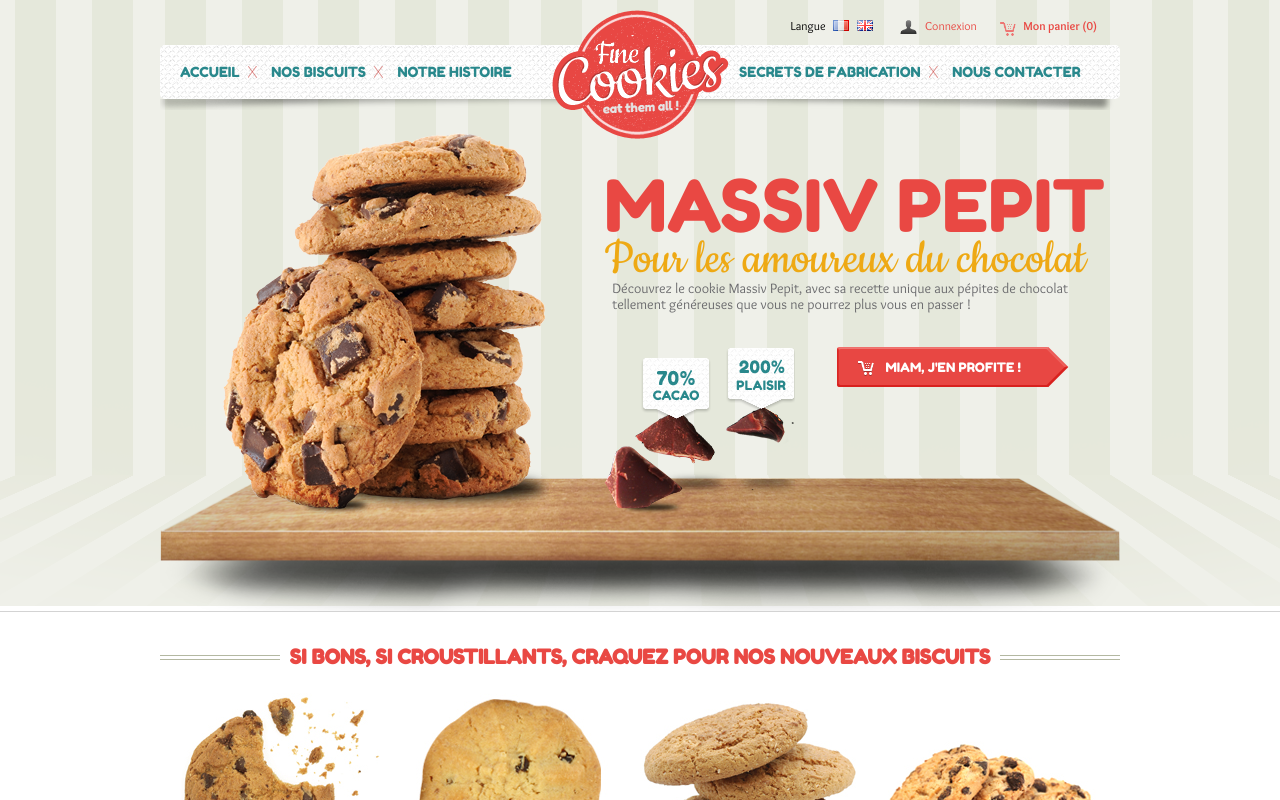 Langue Connexion Mon panier (0)
ACCUEIL X NOS BISCUITS X NOTRE HISTOIRE
Fine
Cookies
eat them all !
SECRETS DE FABRICATION X NOUS CONTACTER
MASSIV PEPIT
Pour les amoureux du chocolat
Découvrez le cookie Massiv Pepit, avec sa recette unique aux pépites de chocolat
tellement généreuses que vous ne pourrez plus vous en passer !
70%
CACAO
200%
PLAISIR
MIAM, J'EN PROFITE !
SI BONS, SI CROUSTILLANTS, CRAQUEZ POUR NOS NOUVEAUX BISCUITS